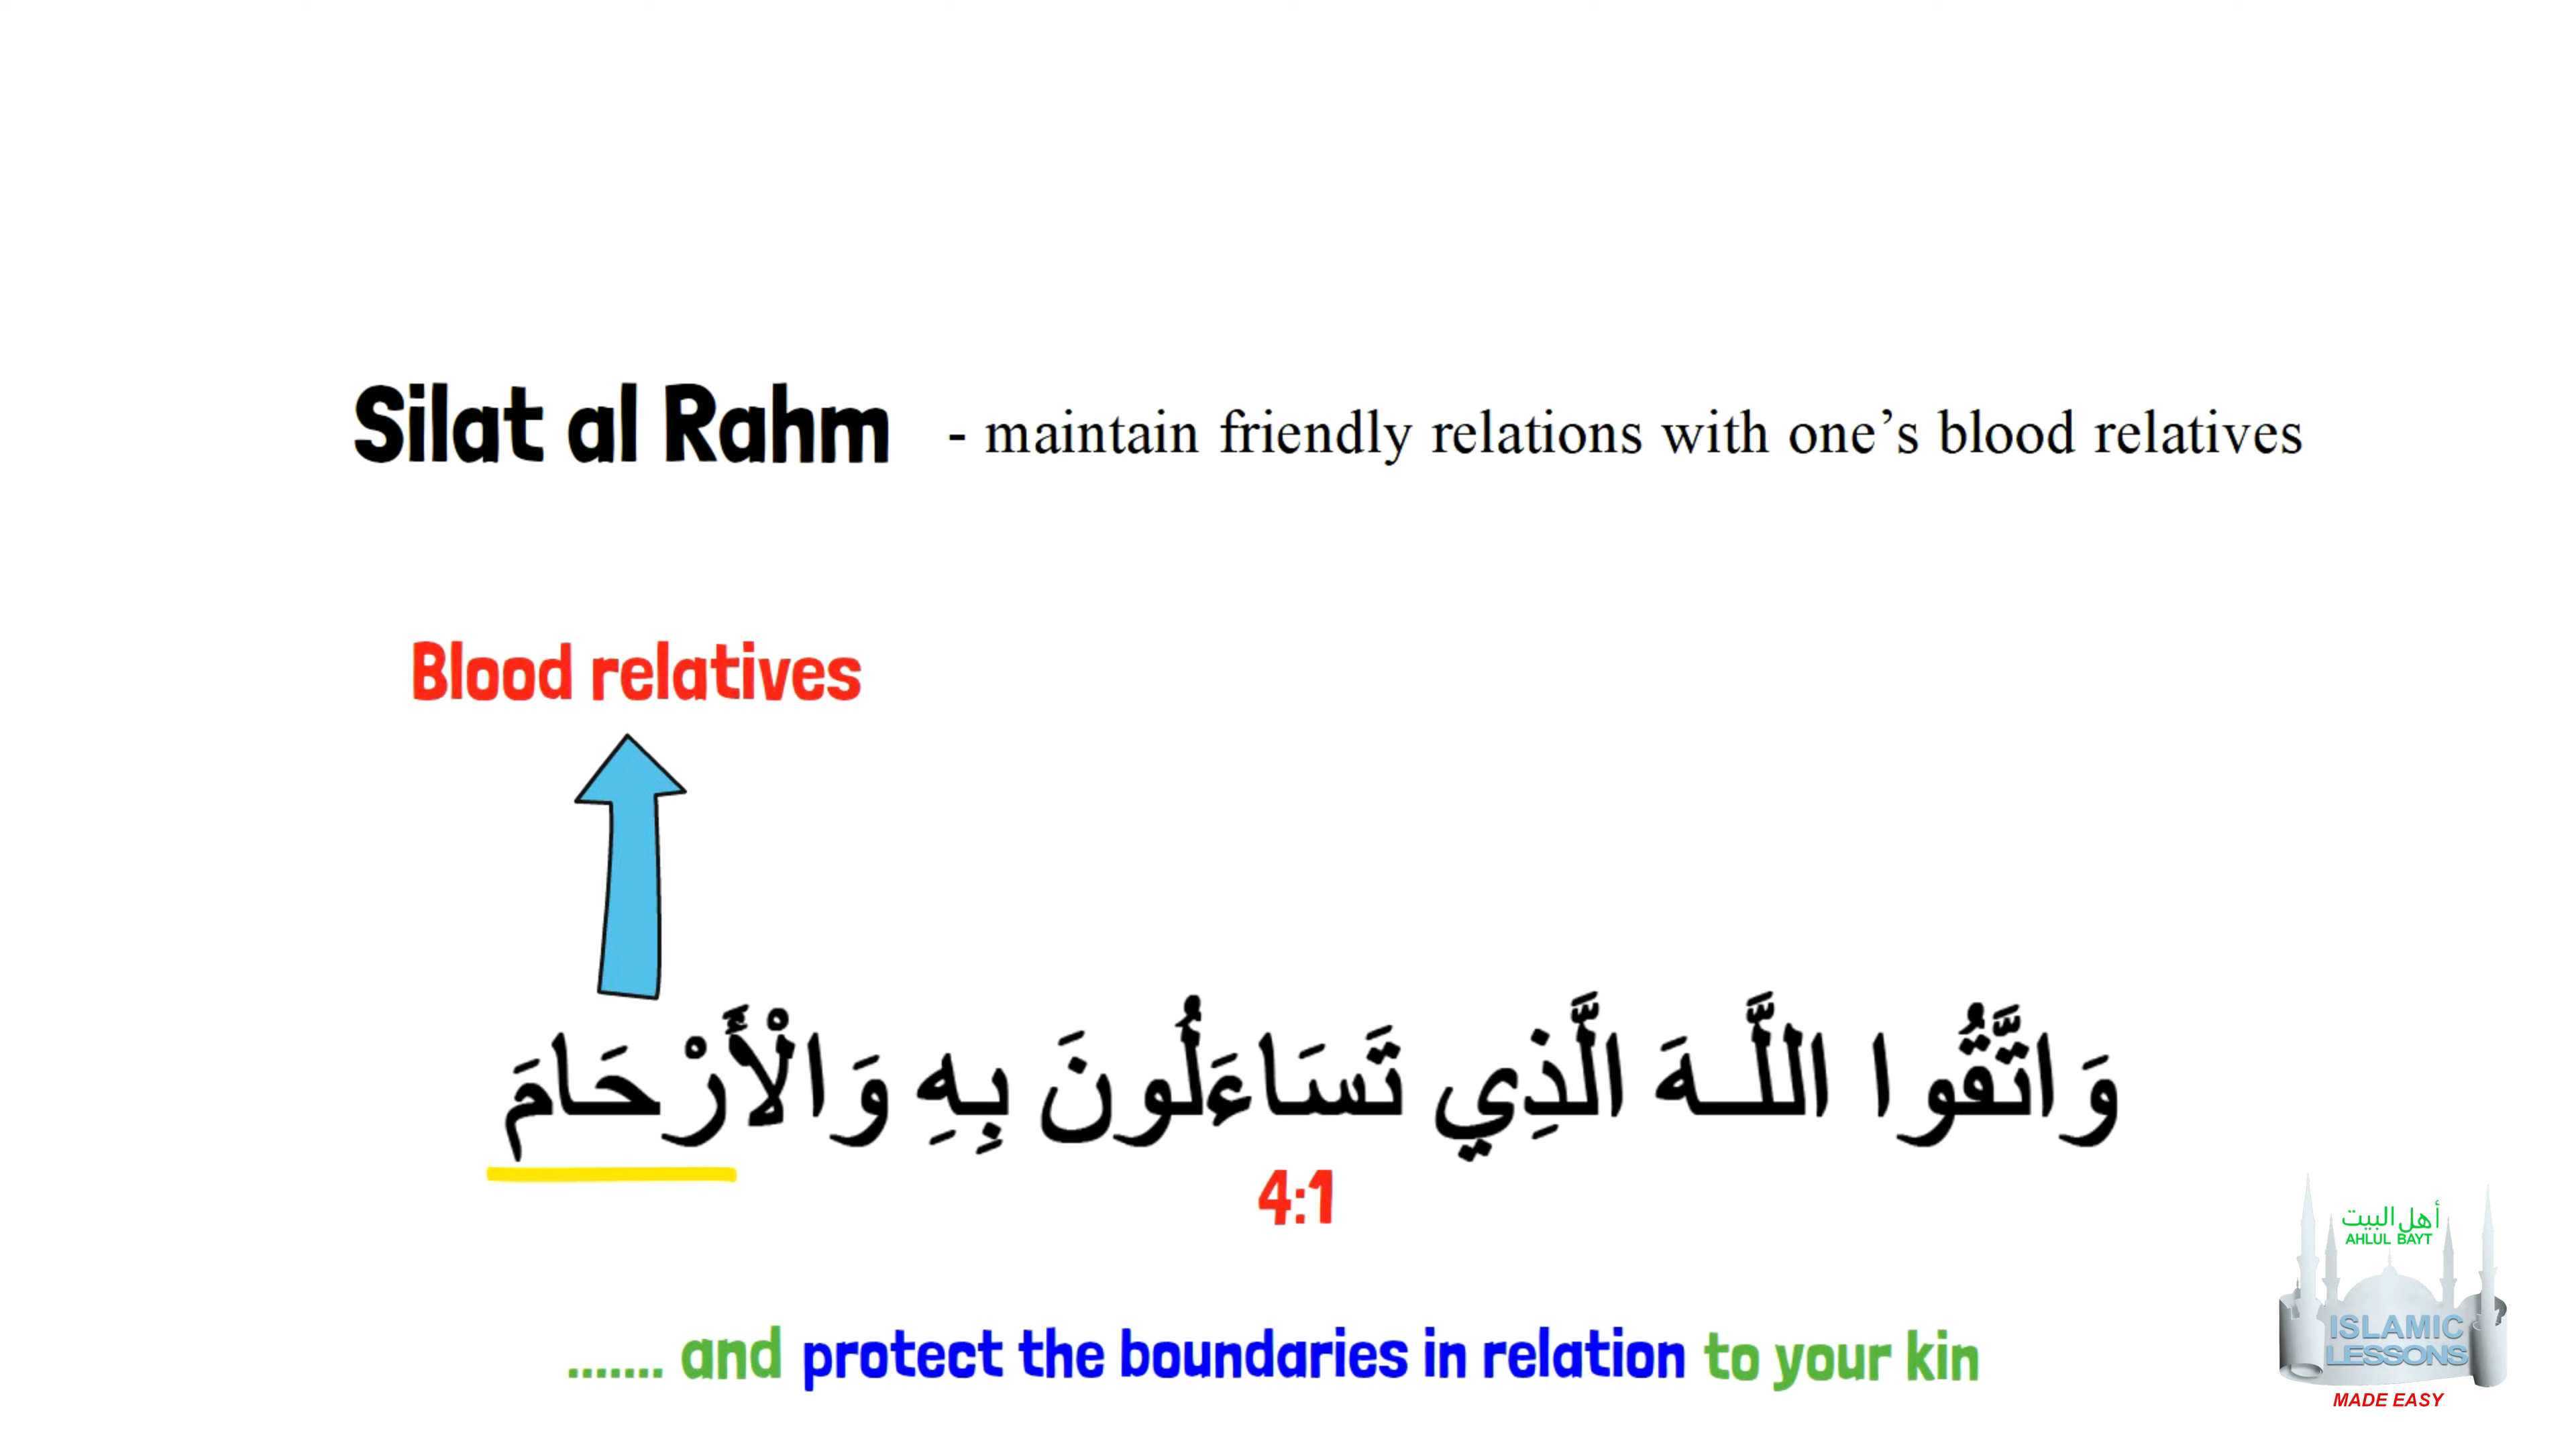 Silat al Rahm - maintain friendly relations with one’s blood relatives
Blood relatives
وَاتَّقُوا اللَّـهَ الَّذِي تَسَاءَلُونَ بِهِ وَالْأَرْحَامَ
4:1
....... and protect the boundaries in relation to your kin
أهل البيت
AHLUL BAYT
ISLAMIC
LESSONS
MADE EASY